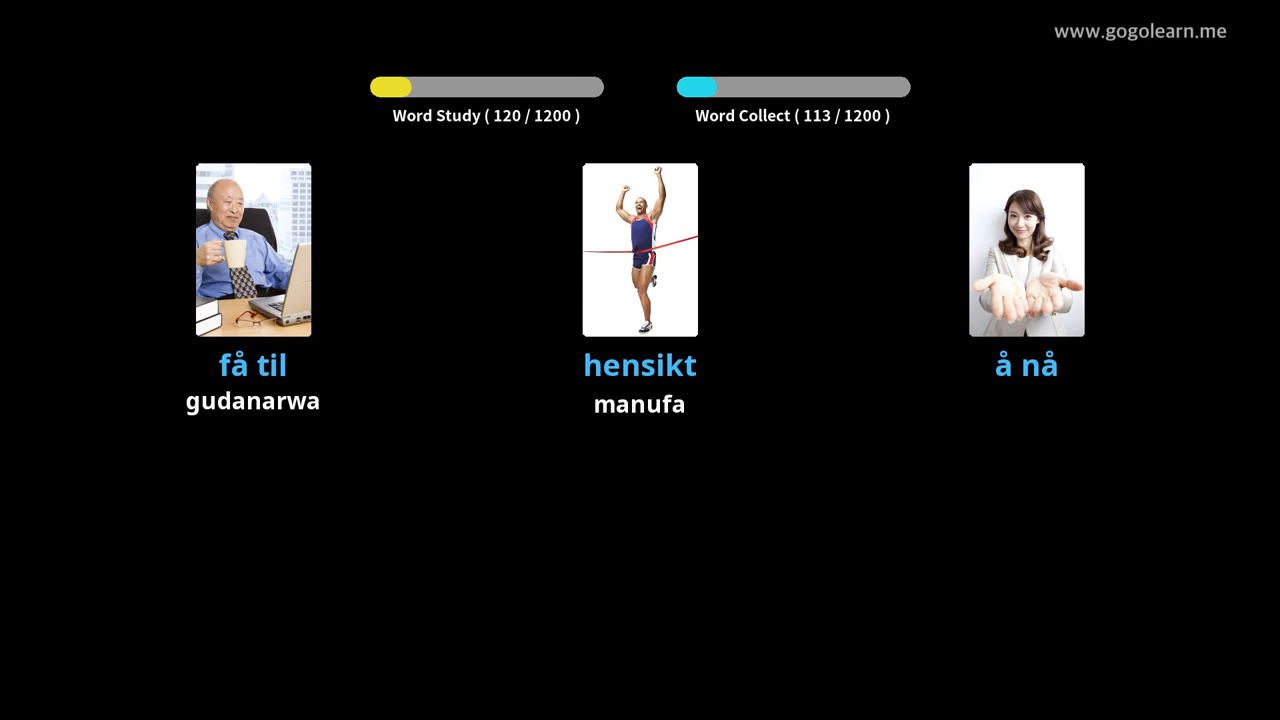 www.gogolearn.me
Word Study ( 120 / 1200 )
Word Collect ( 113 / 1200 )
få til
hensikt
å nå
gudanarwa
manufa